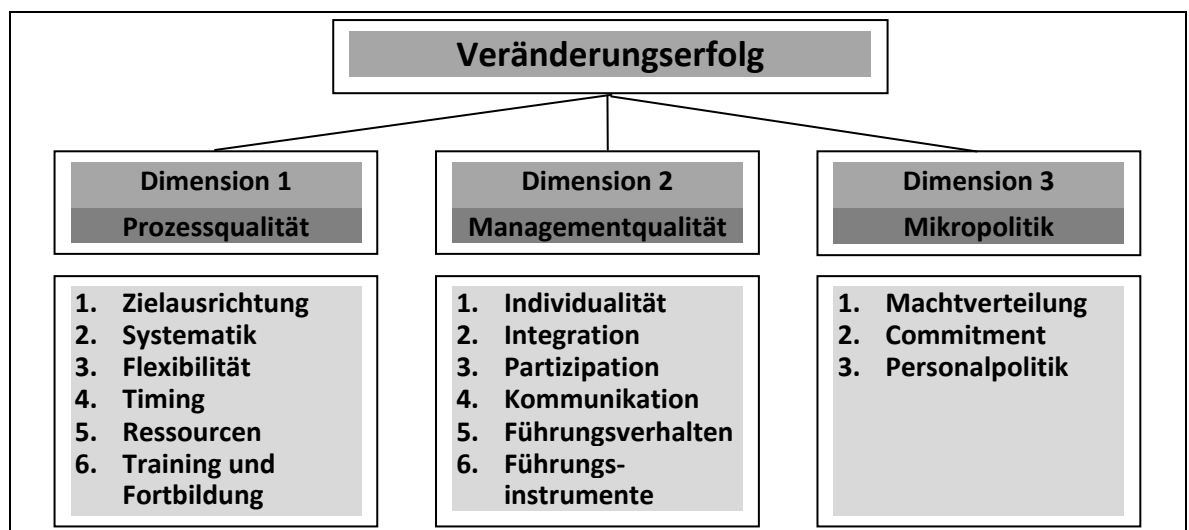 Veränderungserfolg
Dimension 1
Prozessqualität
Dimension 2
Managementqualität
Dimension 3
Mikropolitik
1. Zielausrichtung
2. Systematik
3. Flexibilität
4. Timing
5. Ressourcen
6. Training und
Fortbildung
1. Individualität
2. Integration
3. Partizipation
4. Kommunikation
5. Führungsverhalten
6. Führungs-
instrumente
1. Machtverteilung
2. Commitment
3. Personalpolitik